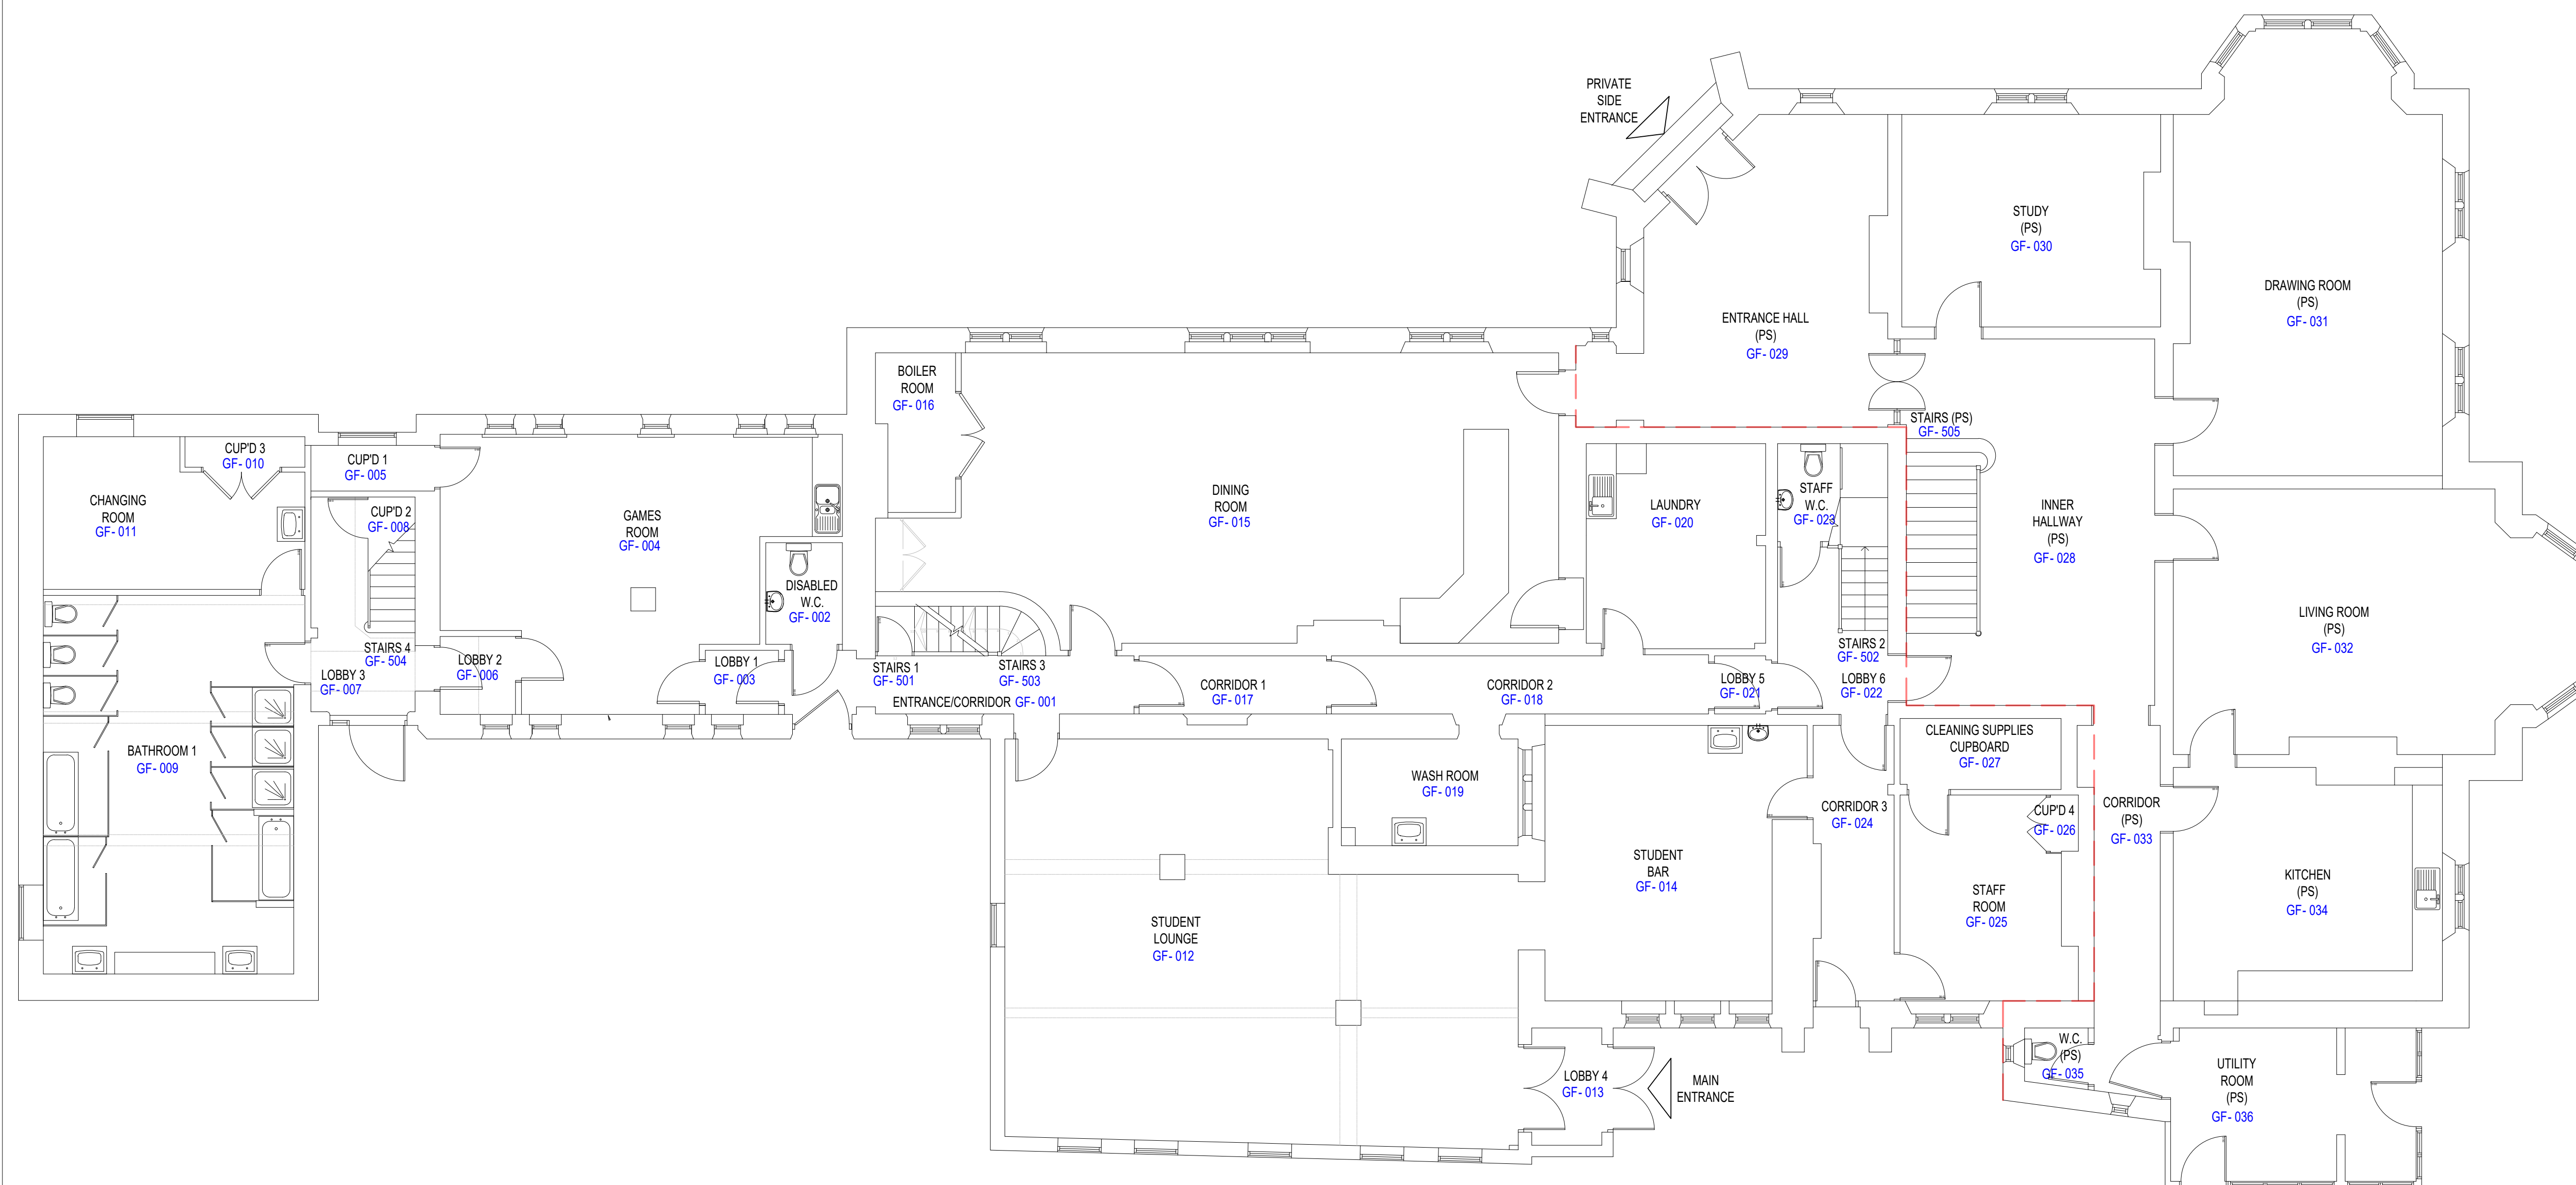 PRIVATE
SIDE
ENTRANCE
STUDY
(PS)
GF- 030
DRAWING ROOM
(PS)
GF- 031
ENTRANCE HALL
(PS)
GF- 029
BOILER
ROOM
GF- 016
STAIRS (PS)
GF- 505
CUP'D 3
GF- 010
CUP'D 1
GF- 005
CHANGING
ROOM
GF- 011
CUP'D 2
GF- 008
GAMES
ROOM
GF- 004
DINING
ROOM
GF- 015
LAUNDRY
GF- 020
STAFF
W.C.
GF- 023
INNER
HALLWAY
(PS)
GF- 028
DISABLED
W.C.
GF- 002
LIVING ROOM
(PS)
GF- 032
STAIRS 4
GF- 504
LOBBY 3
GF- 007
LOBBY 2
GF- 006
LOBBY 1
GF- 003
STAIRS 1
GF- 501
STAIRS 3
GF- 503
ENTRANCE/CORRIDOR GF- 001
CORRIDOR 1
GF- 017
CORRIDOR 2
GF- 018
LOBBY 5
GF- 021
STAIRS 2
GF- 502
LOBBY 6
GF- 022
BATHROOM 1
GF- 009
WASH ROOM
GF- 019
CLEANING SUPPLIES
CUPBOARD
GF- 027
CORRIDOR 3
GF- 024
CUP'D 4
GF- 026
CORRIDOR
(PS)
GF- 033
STUDENT
BAR
GF- 014
KITCHEN
(PS)
GF- 034
STUDENT
LOUNGE
GF- 012
STAFF
ROOM
GF- 025
LOBBY 4
GF- 013
MAIN
ENTRANCE
W.C.
(PS)
GF- 035
UTILITY
ROOM
(PS)
GF- 036